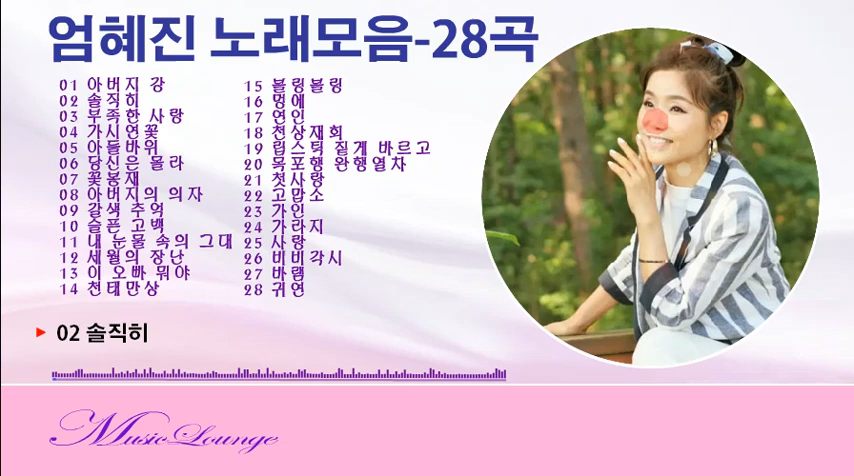 엄혜진 노래모음-28곡
01 아버지 강
02 솔직히
03 부족한 사랑
04 가시연꽃
05 아들바위
06 당신은 몰라
07 꽃봉재
08 아버지의 의자
09 갈색 추억
10 슬픈 고백
11 내 눈물 속의 그대
12 세월의 장난
13 이 오빠 뭐야
14 천태만상
15 볼링볼링
16 멍에
17 연인
18 천상재회
19 립스틱 짙게 바르고
20 목포행 완행열차
21 첫사랑
22 고맙소
23 가인
24 가라지
25 사랑
26 비비각시
27 바램
28 귀연
02 솔직히
Music Lounge